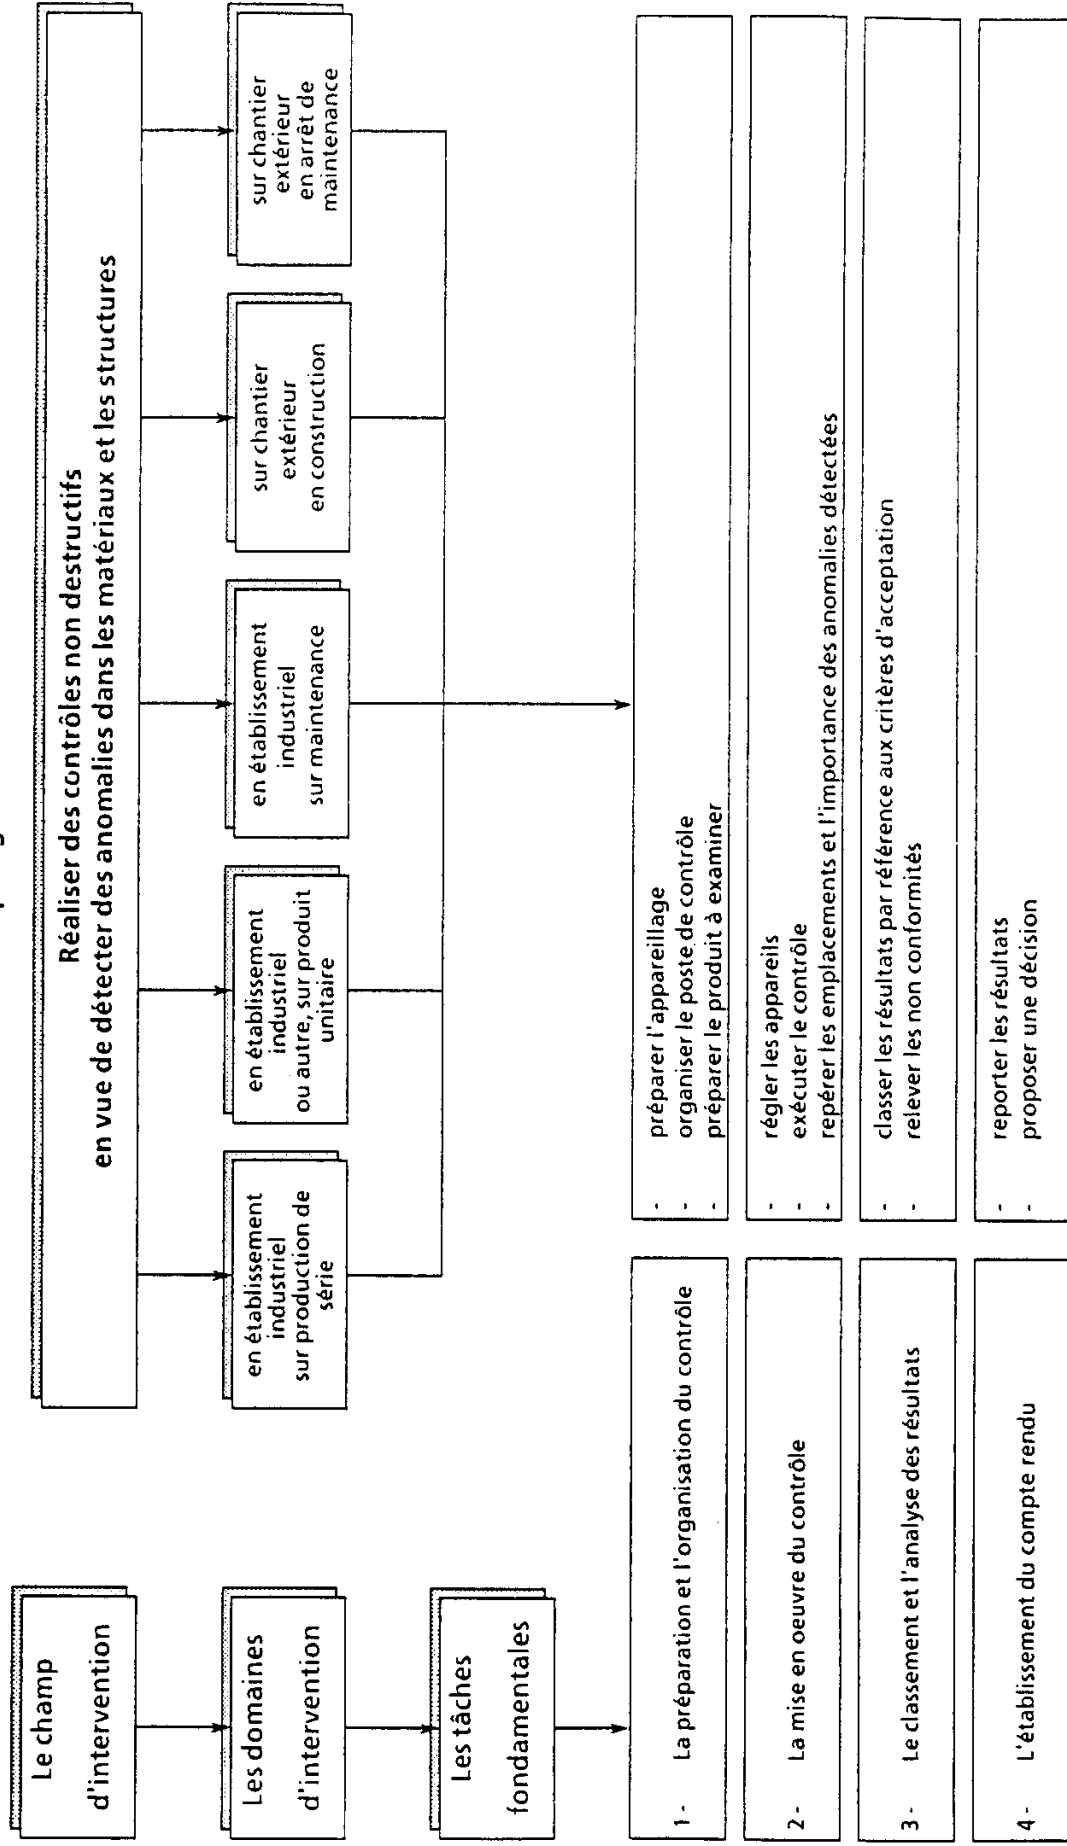 Le champ
d'intervention
Réaliser des contrôles non destructifs
en vue de détecter des anomalies dans les matériaux et les structures
Les domaines
d'intervention
en établissement
industriel
sur production de
série
en établissement
industriel
ou autre, sur produit
unitaire
en établissement
industriel
sur maintenance
sur chantier
extérieur
en construction
sur chantier
extérieur
en arrêt de
maintenance
Les tâches
fondamentales
1 - La préparation et l'organisation du contrôle
- préparer l'appareillage
- organiser le poste de contrôle
- préparer le produit à examiner
2 - La mise en oeuvre du contrôle
- régler les appareils
- exécuter le contrôle
- repérer les emplacements et l'importance des anomalies détectées
3 - Le classement et l'analyse des résultats
- classer les résultats par référence aux critères d'acceptation
- relever les non conformités
4 - L'établissement du compte rendu
- reporter les résultats
- proposer une décision